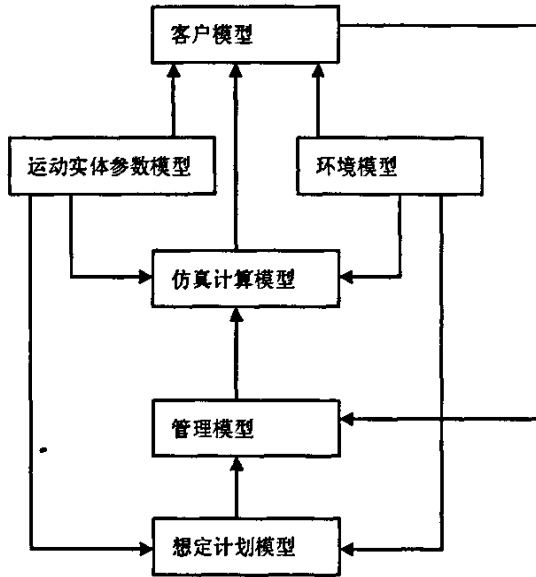 客户模型
运动实体参数模型
环境模型
仿真计算模型
管理模型
想定计划模型